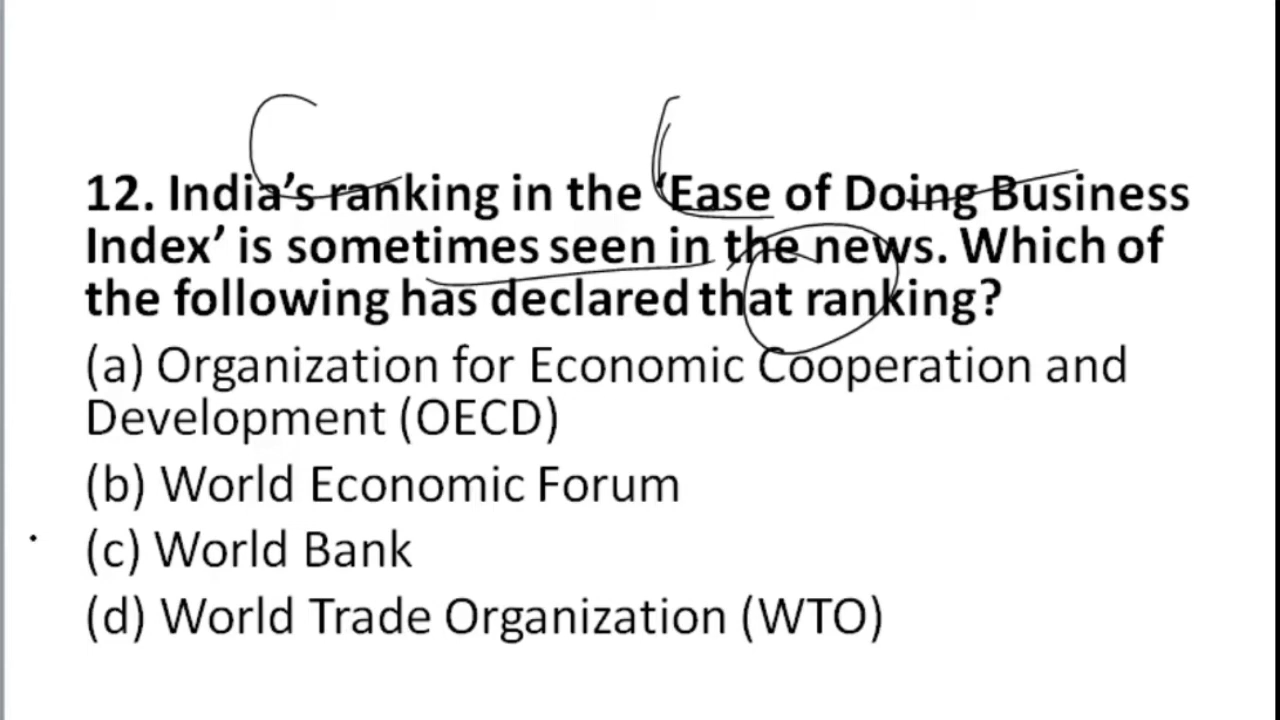 12. India’s ranking in the ‘Ease of Doing Business
Index’ is sometimes seen in the news. Which of
the following has declared that ranking?
(a) Organization for Economic Cooperation and
Development (OECD)
(b) World Economic Forum
(c) World Bank
(d) World Trade Organization (WTO)